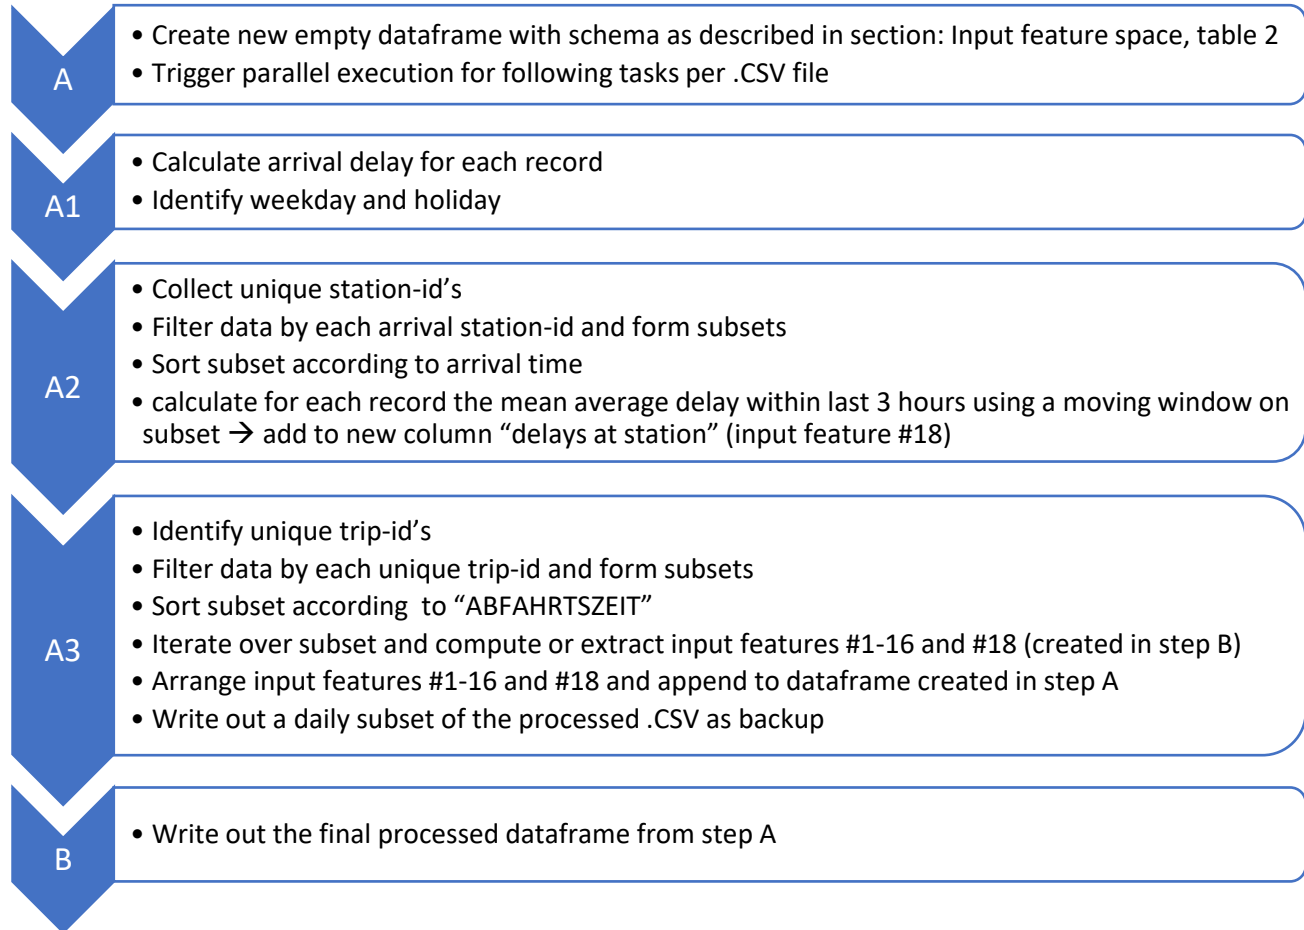 A
• Create new empty dataframe with schema as described in section: Input feature space, table 2
• Trigger parallel execution for following tasks per .CSV file
A1
• Calculate arrival delay for each record
• Identify weekday and holiday
A2
• Collect unique station-id's
• Filter data by each arrival station-id and form subsets
• Sort subset according to arrival time
• calculate for each record the mean average delay within last 3 hours using a moving window on
subset → add to new column “delays at station” (input feature #18)
A3
• Identify unique trip-id’s
• Filter data by each unique trip-id and form subsets
• Sort subset according to “ABFAHRTSZEIT”
• Iterate over subset and compute or extract input features #1-16 and #18 (created in step B)
• Arrange input features #1-16 and #18 and append to dataframe created in step A
• Write out a daily subset of the processed .CSV as backup
B
• Write out the final processed dataframe from step A